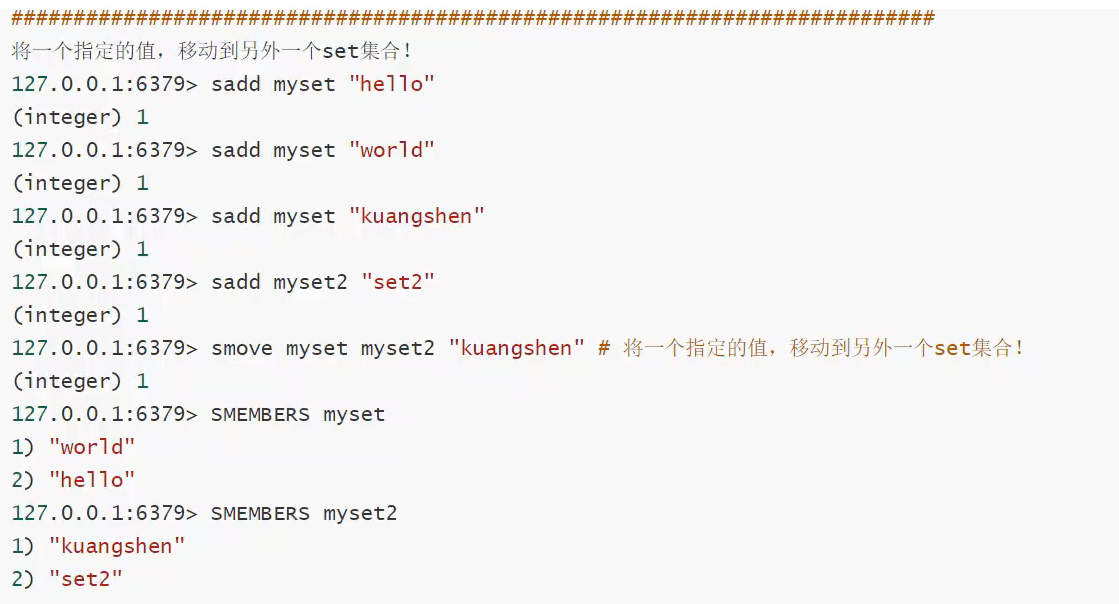 ##########################################################################
将一个指定的值，移动到另外一个set集合！
127.0.0.1:6379> sadd myset "hello"
(integer) 1
127.0.0.1:6379> sadd myset "world"
(integer) 1
127.0.0.1:6379> sadd myset "kuangshen"
(integer) 1
127.0.0.1:6379> sadd myset2 "set2"
(integer) 1
127.0.0.1:6379> smove myset myset2 "kuangshen" # 将一个指定的值，移动到另外一个set集合！
(integer) 1
127.0.0.1:6379> SMEMBERS myset
1) "world"
2) "hello"
127.0.0.1:6379> SMEMBERS myset2
1) "kuangshen"
2) "set2"